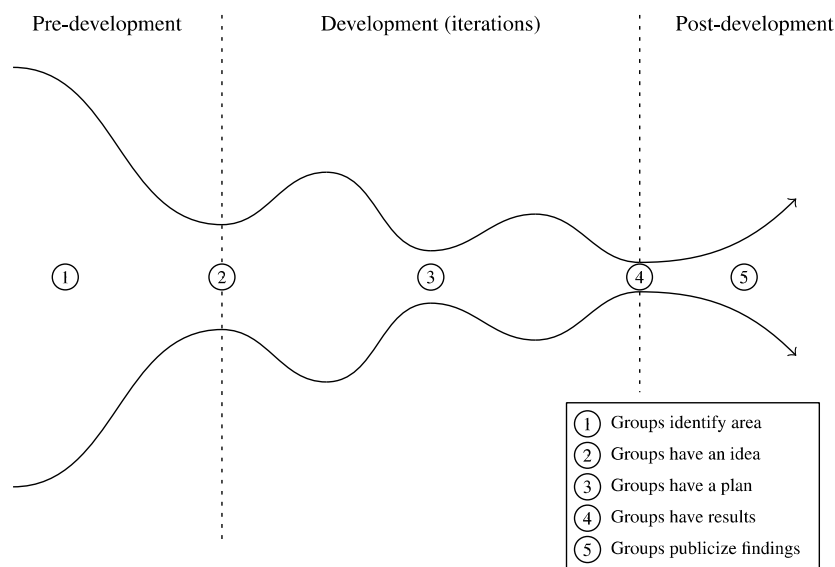 Pre-development Development (iterations) Post-development
1 2 3 4 5
1 Groups identify area
2 Groups have an idea
3 Groups have a plan
4 Groups have results
5 Groups publicize findings